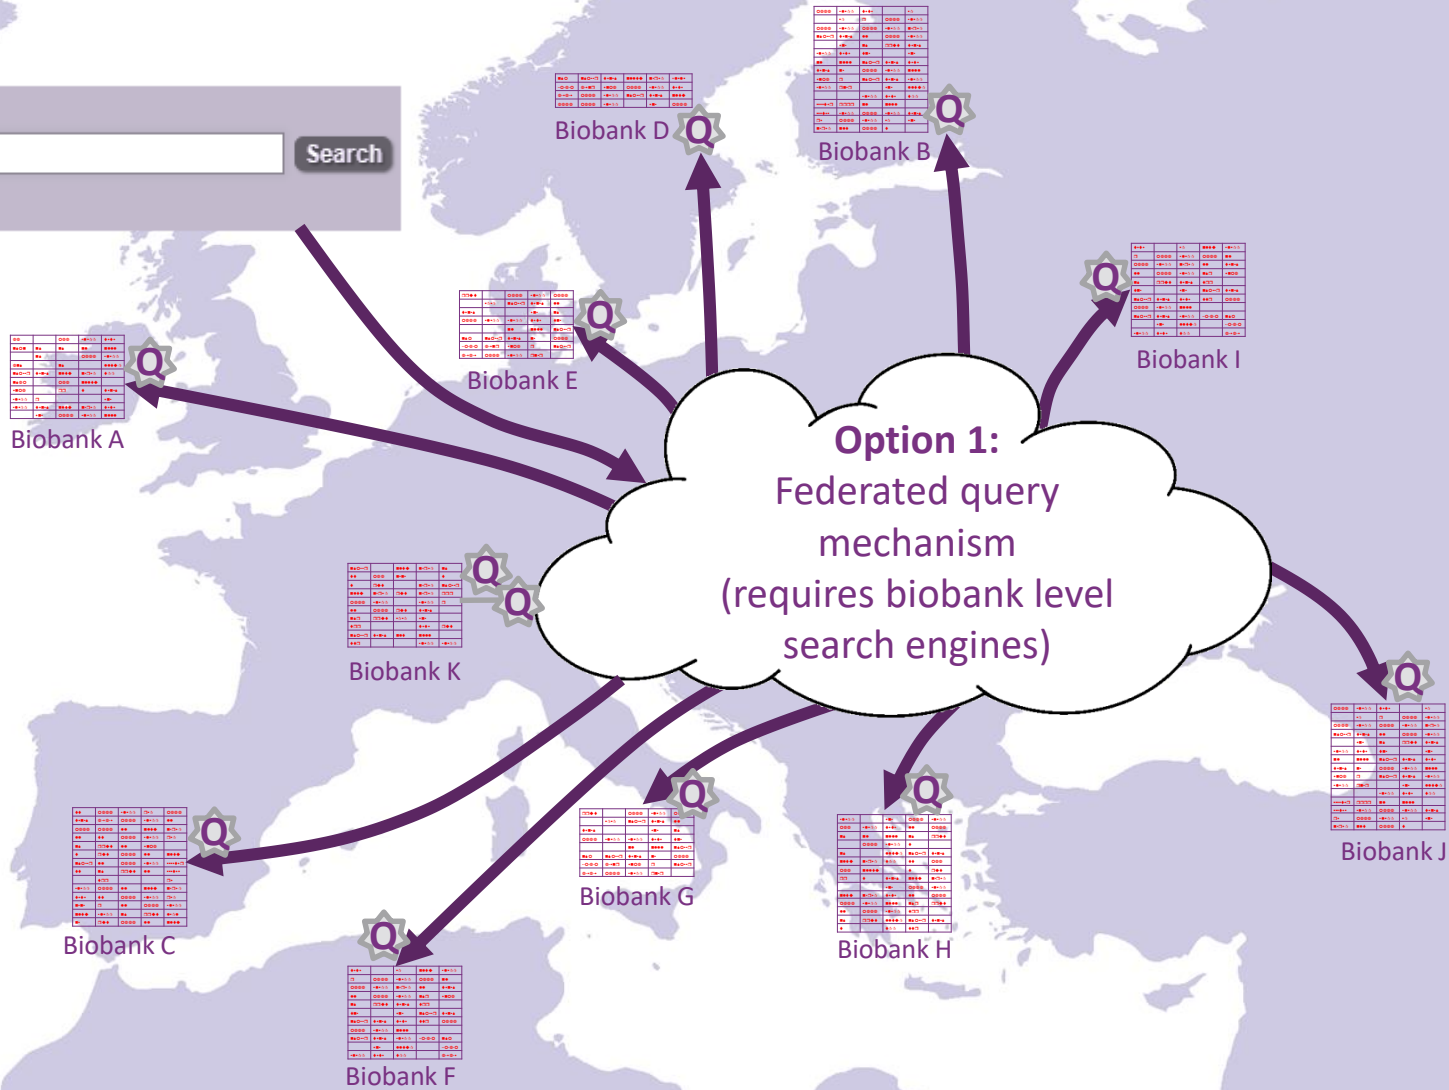 Biobank D
Q
Q
Biobank B
Search
Q
Biobank I
Q
Biobank E
Q
Biobank A
Option 1:
Federated query
mechanism
(requires biobank level
search engines)
Q
Q
Biobank K
Q
Biobank J
Q
Biobank G
Q
Biobank H
Q
Biobank C
Q
Biobank F